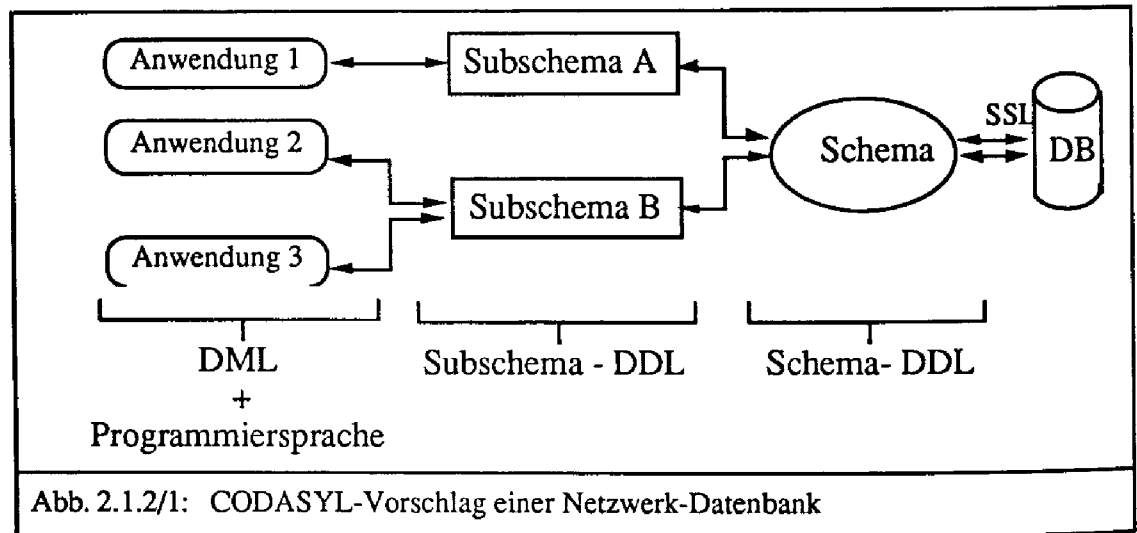 Anwendung 1
Subschema A
Anwendung 2
SSL
Schema
DB
Subschema B
Anwendung 3
DML
+
Programmiersprache
Subschema - DDL
Schema- DDL
Abb. 2.1.2/1: CODASYL-Vorschlag einer Netzwerk-Datenbank